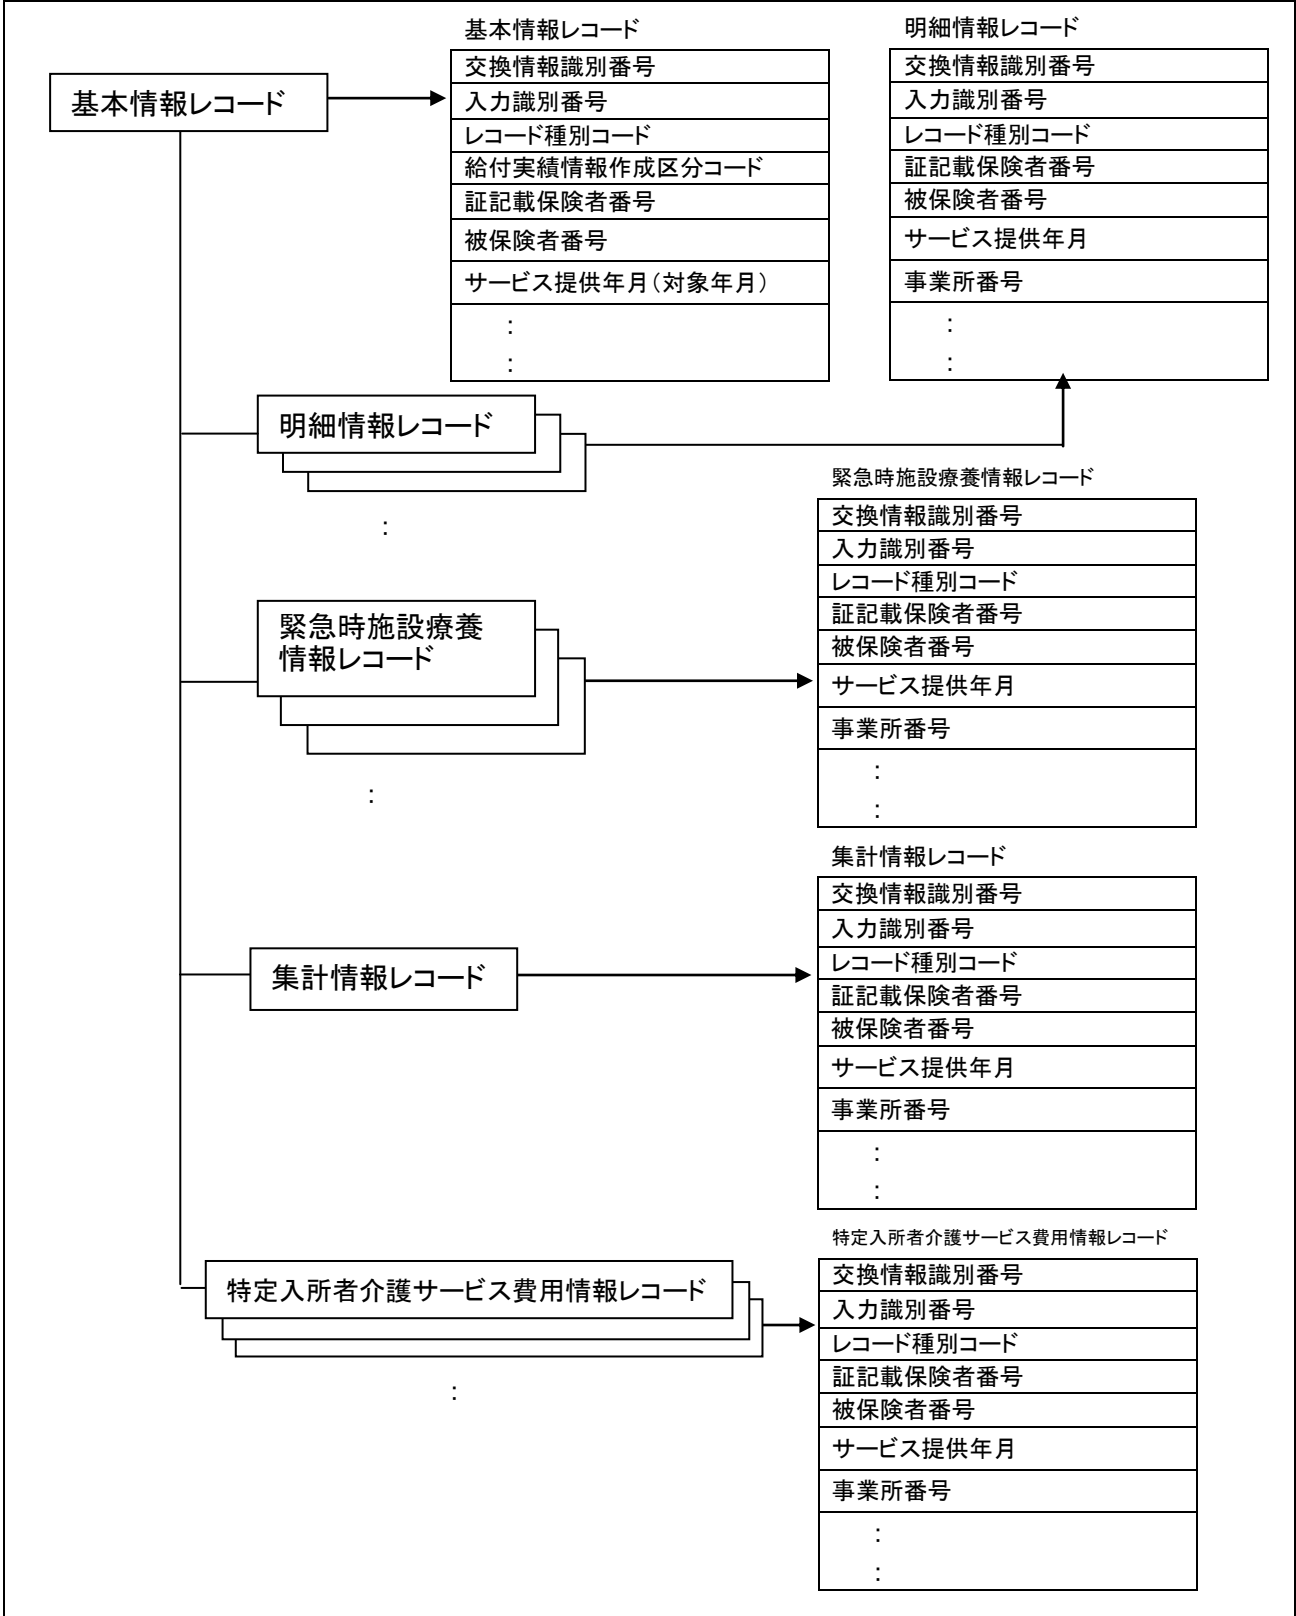 基本情報レコード
基本情報レコード
交換情報識別番号
入力識別番号
レコード種別コード
給付実績情報作成区分コード
証記載保険者番号
被保険者番号
サービス提供年月(対象年月)
:
:
明細情報レコード
交換情報識別番号
入力識別番号
レコード種別コード
証記載保険者番号
被保険者番号
サービス提供年月
事業所番号
:
:
明細情報レコード
:
緊急時施設療養
情報レコード
:
緊急時施設療養情報レコード
交換情報識別番号
入力識別番号
レコード種別コード
証記載保険者番号
被保険者番号
サービス提供年月
事業所番号
:
:
集計情報レコード
集計情報レコード
交換情報識別番号
入力識別番号
レコード種別コード
証記載保険者番号
被保険者番号
サービス提供年月
事業所番号
:
:
特定入所者介護サービス費用情報レコード
:
特定入所者介護サービス費用情報レコード
交換情報識別番号
入力識別番号
レコード種別コード
証記載保険者番号
被保険者番号
サービス提供年月
事業所番号
:
: